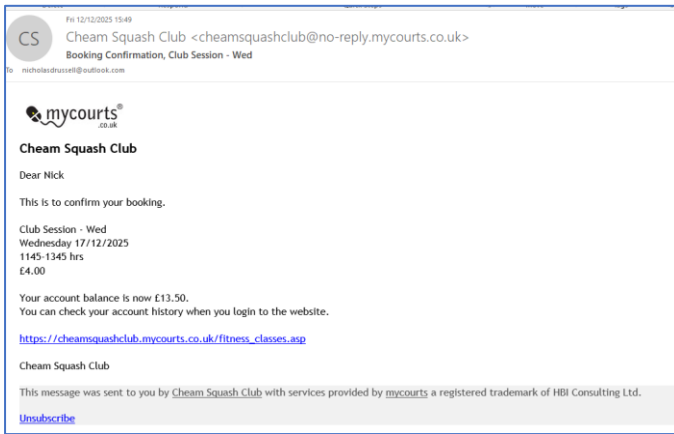 Fri 12/12/2025 15:49
CS
Cheam Squash Club <cheamsquashclub@no-reply.mycourts.co.uk>
Booking Confirmation, Club Session - Wed
To nicholasdrussell@outlook.com
mycourts®
.co.uk
Cheam Squash Club
Dear Nick
This is to confirm your booking.
Club Session - Wed
Wednesday 17/12/2025
1145-1345 hrs
£4.00
Your account balance is now £13.50.
You can check your account history when you login to the website.
https://cheamsquashclub.mycourts.co.uk/fitness_classes.asp
Cheam Squash Club
This message was sent to you by Cheam Squash Club with services provided by mycourts a registered trademark of HBI Consulting Ltd.
Unsubscribe